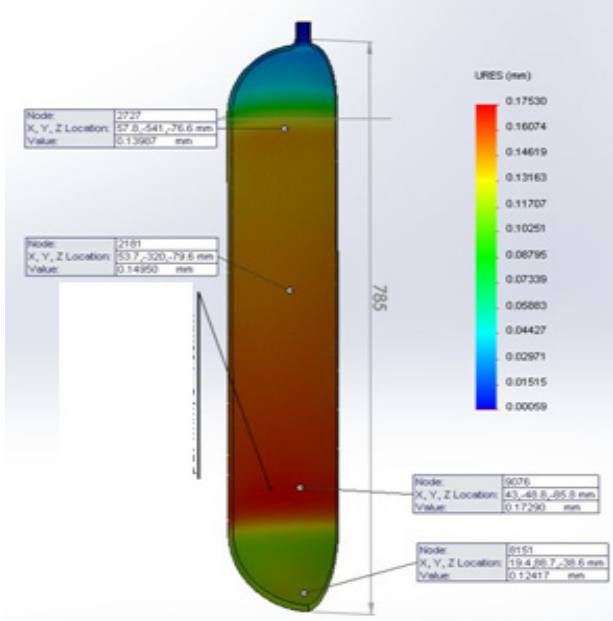 URES (mm)
0.17530
0.16074
0.14619
0.13163
0.11707
0.10251
0.08795
0.07339
0.05883
0.04427
0.02971
0.01515
0.00059
Node: 2727
X, Y, Z Location: 57.8,-541,-76.6 mm
Value: 0.13987 mm
Node: 2181
X, Y, Z Location: 53.7,-320,-79.6 mm
Value: 0.14950 mm
785
Node: 9076
X, Y, Z Location: 43,-48.8,-85.8 mm
Value: 0.17290 mm
Node: 8151
X, Y, Z Location: 19.4,88.7,-38.6 mm
Value: 0.12417 mm